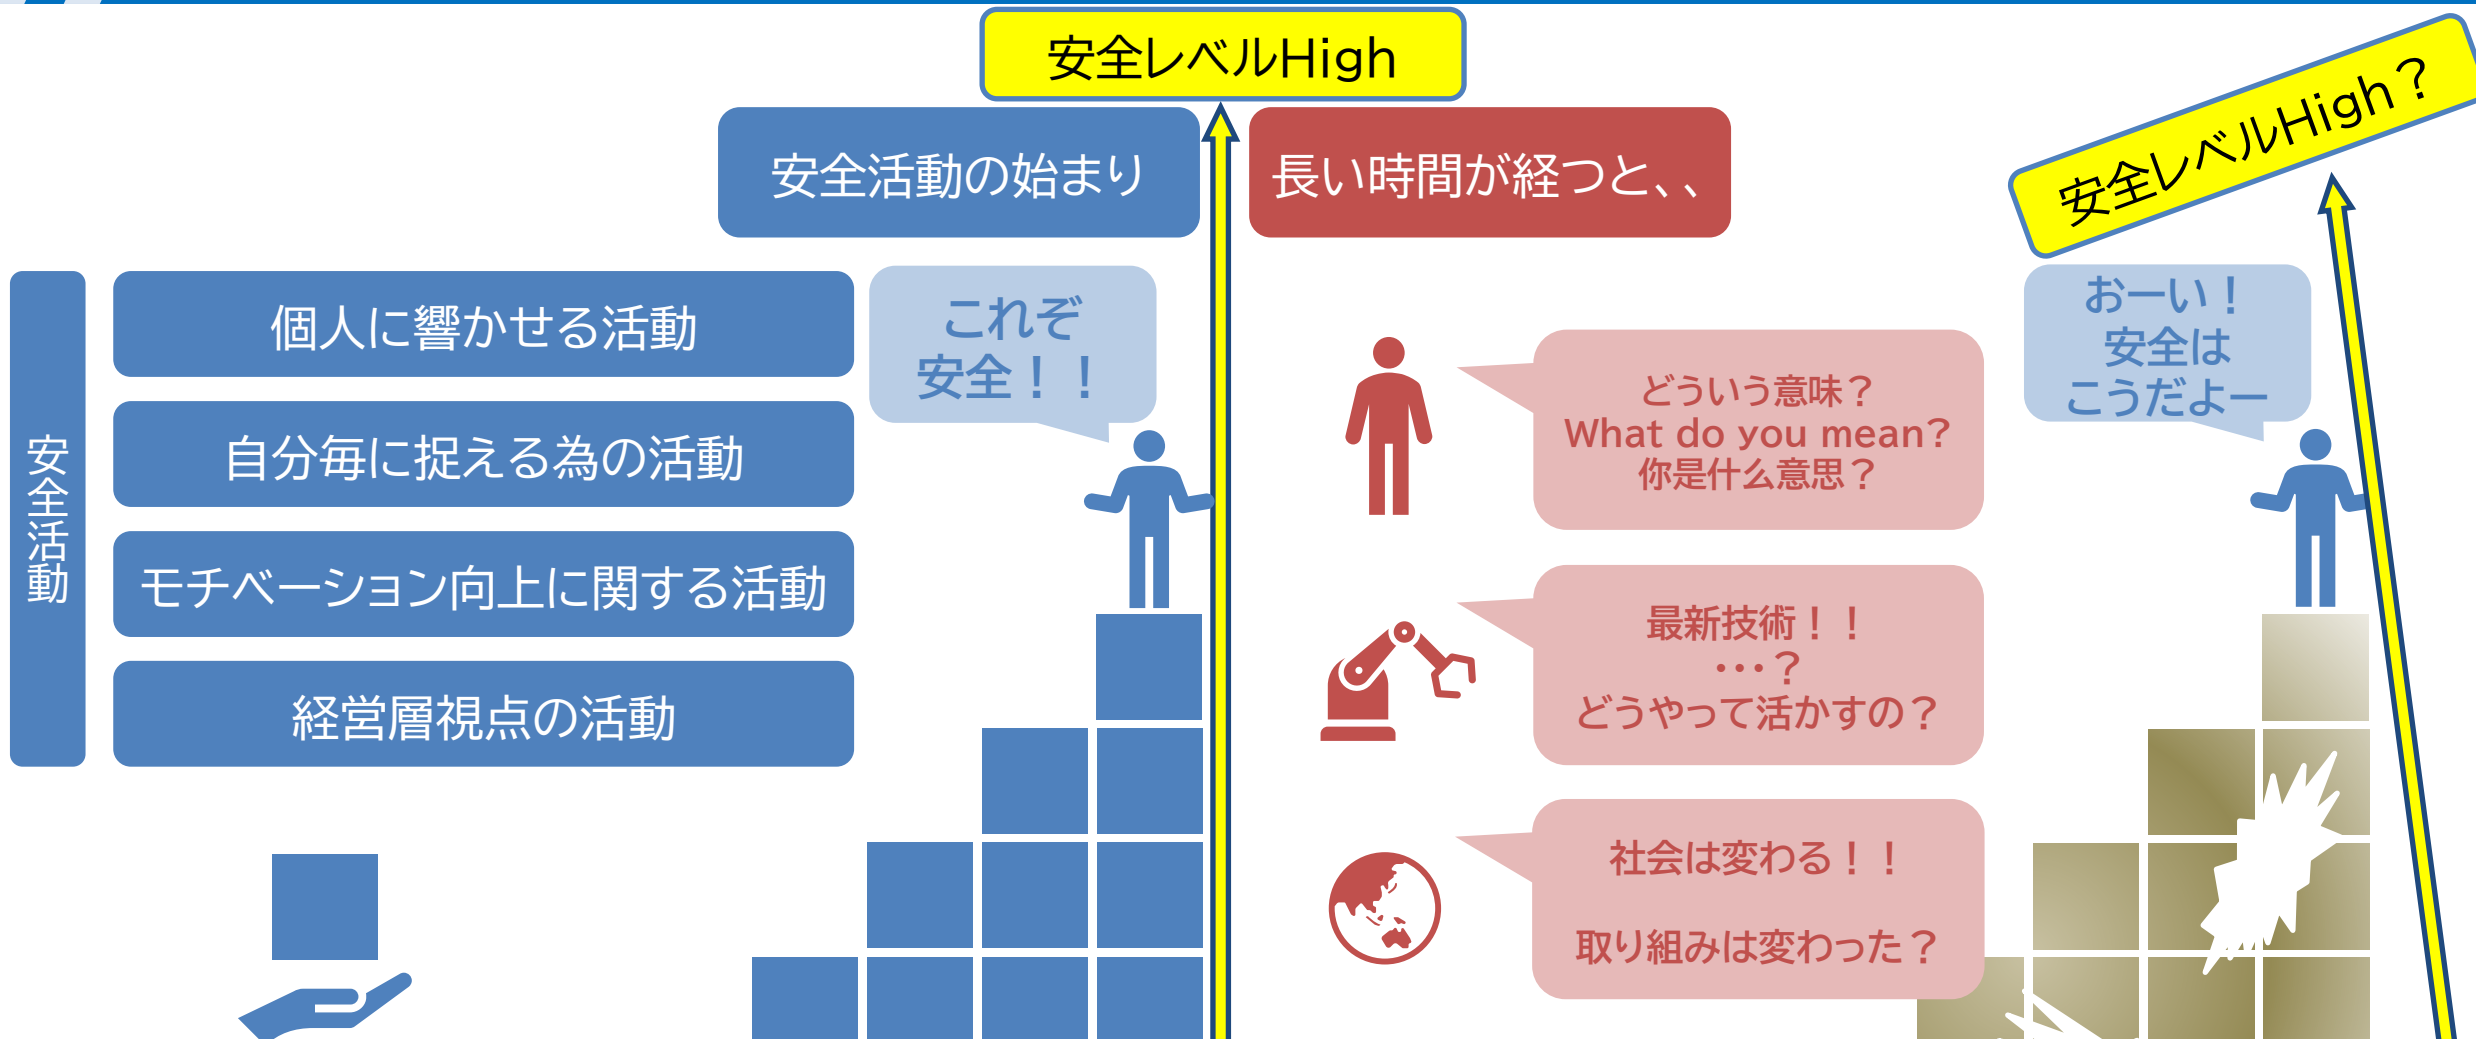 安全レベルHigh
安全活動の始まり
長い時間が経つと、、
安全レベルHigh？
安全活動
個人に響かせる活動
自分毎に捉える為の活動
モチベーション向上に関する活動
経営層視点の活動
これぞ
安全！！
どういう意味？
What do you mean？
你是什么意思？
最新技術！！
・・・？
どうやって活かすの？
社会は変わる！！
取り組みは変わった？
おーい！
安全は
こうだよー